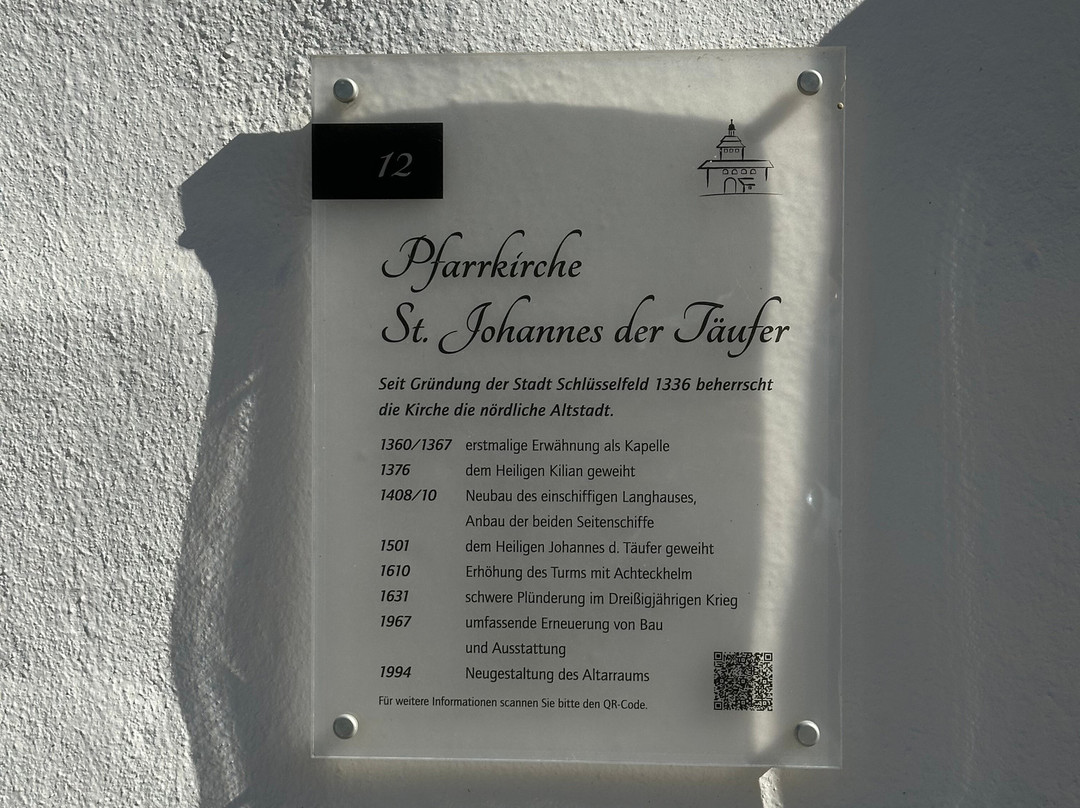 12
Pfarrkirche
St. Johannes der Täufer
Seit Gründung der Stadt Schlüsselfeld 1336 beherrscht
die Kirche die nördliche Altstadt.
1360/1367 erstmalige Erwähnung als Kapelle
1376 dem Heiligen Kilian geweiht
1408/10 Neubau des einschiffigen Langhauses,
Anbau der beiden Seitenschiffe
1501 dem Heiligen Johannes d. Täufer geweiht
1610 Erhöhung des Turms mit Achteckhelm
1631 schwere Plünderung im Dreißigjährigen Krieg
1967 umfassende Erneuerung von Bau
und Ausstattung
1994 Neugestaltung des Altarraums
Für weitere Informationen scannen Sie bitte den QR-Code.